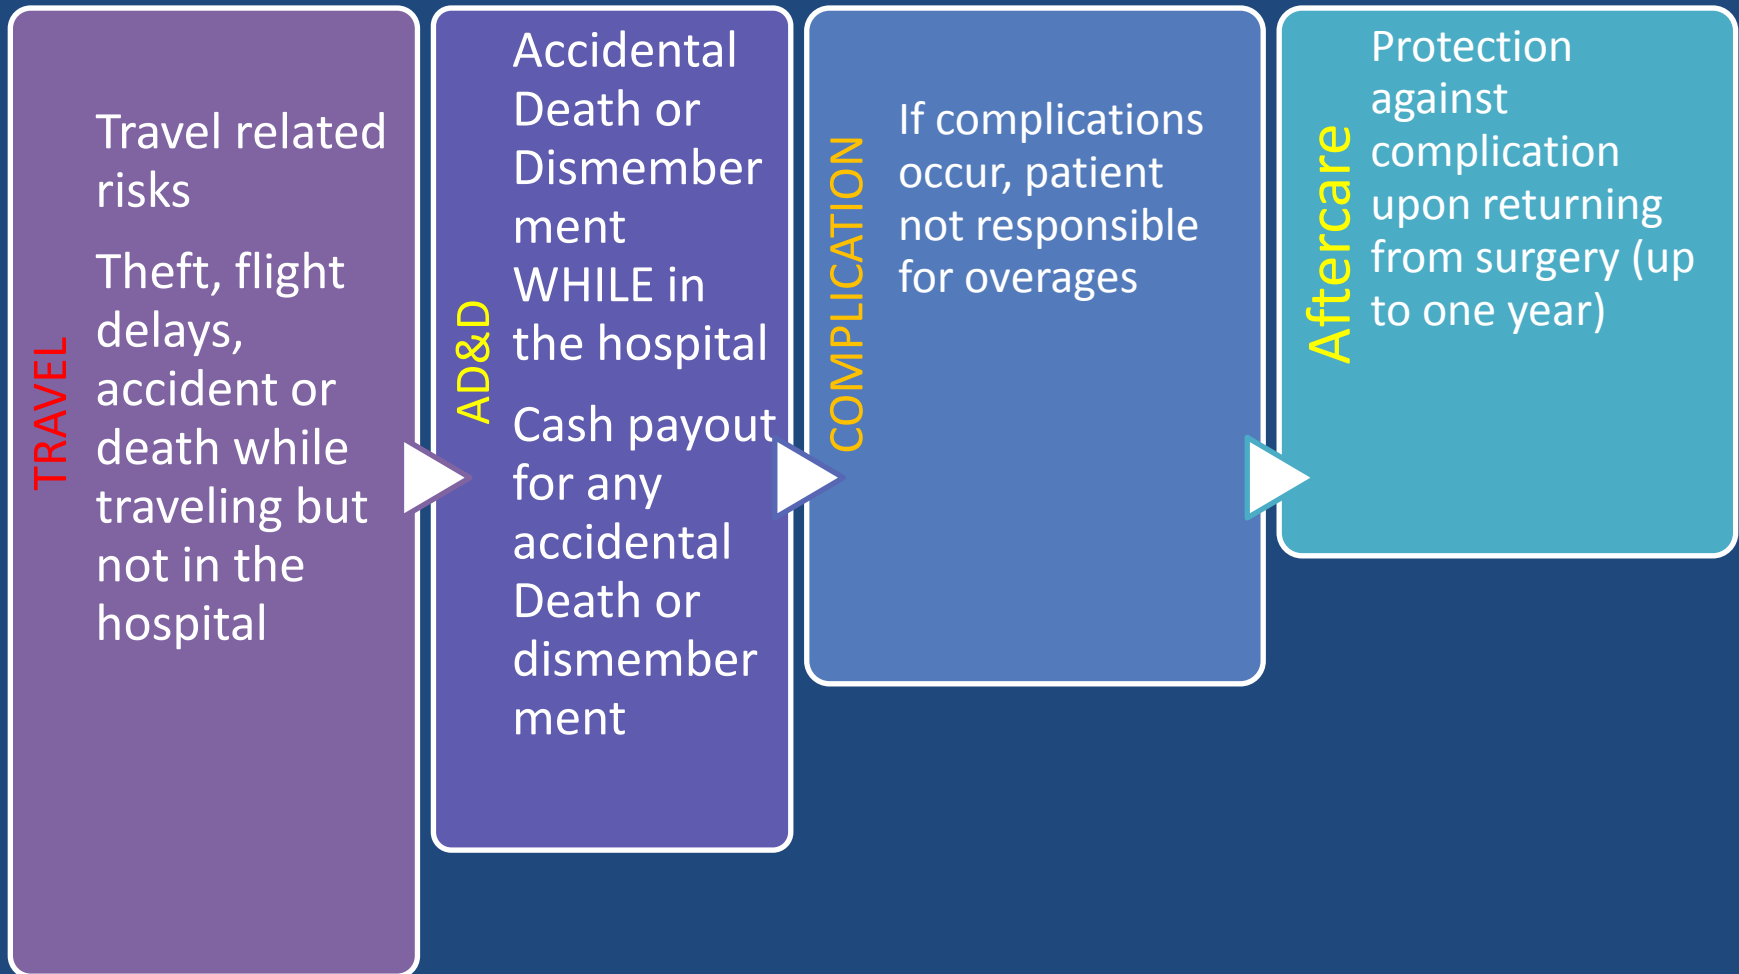 TRAVEL
Travel related
risks
Theft, flight
delays,
accident or
death while
traveling but
not in the
hospital
AD&D
Accidental
Death or
Dismember
ment
WHILE in
the hospital
Cash payout
for any
accidental
Death or
dismember
ment
COMPLICATION
If complications
occur, patient
not responsible
for overages
Aftercare
Protection
against
complication
upon returning
from surgery (up
to one year)